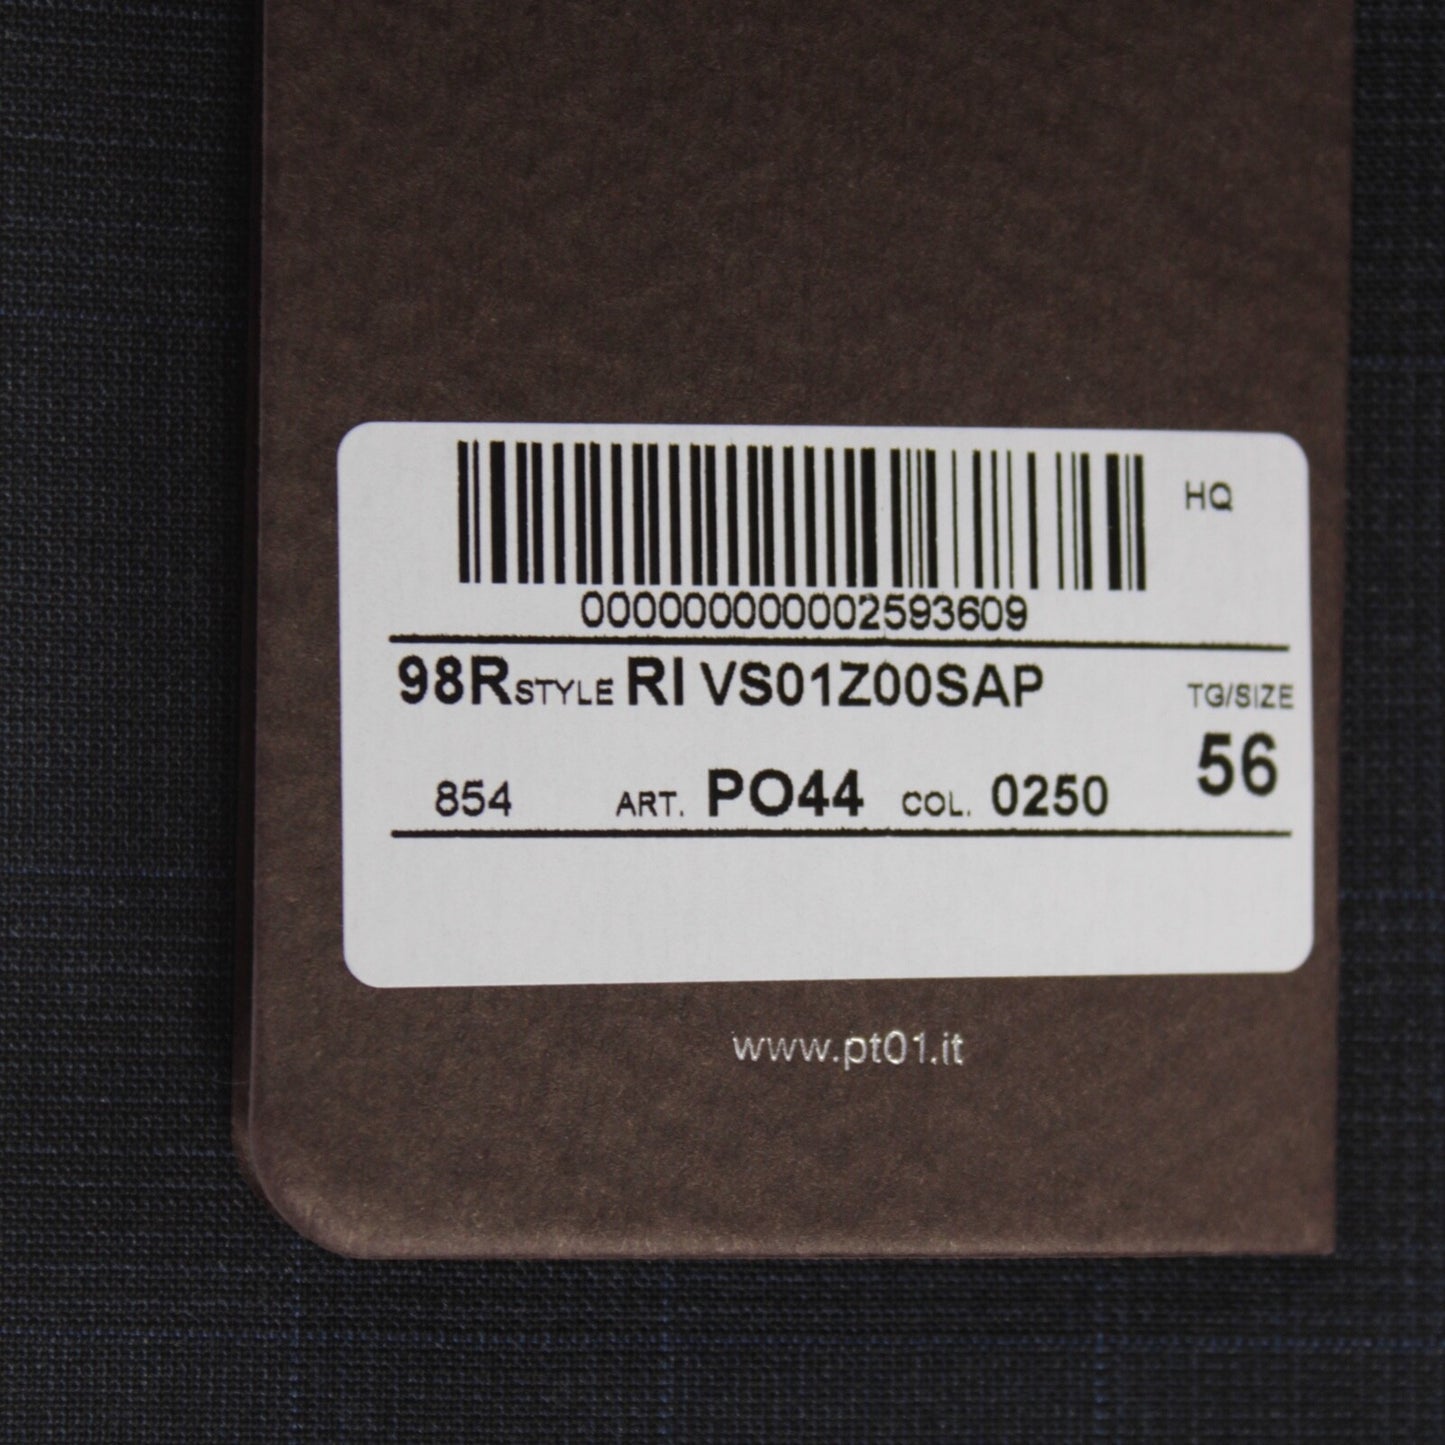 HQ
000000000002593609
98R STYLE RI VS01Z00SAP
TG/SIZE
56
854 ART. PO44 COL. 0250
www.pt01.it